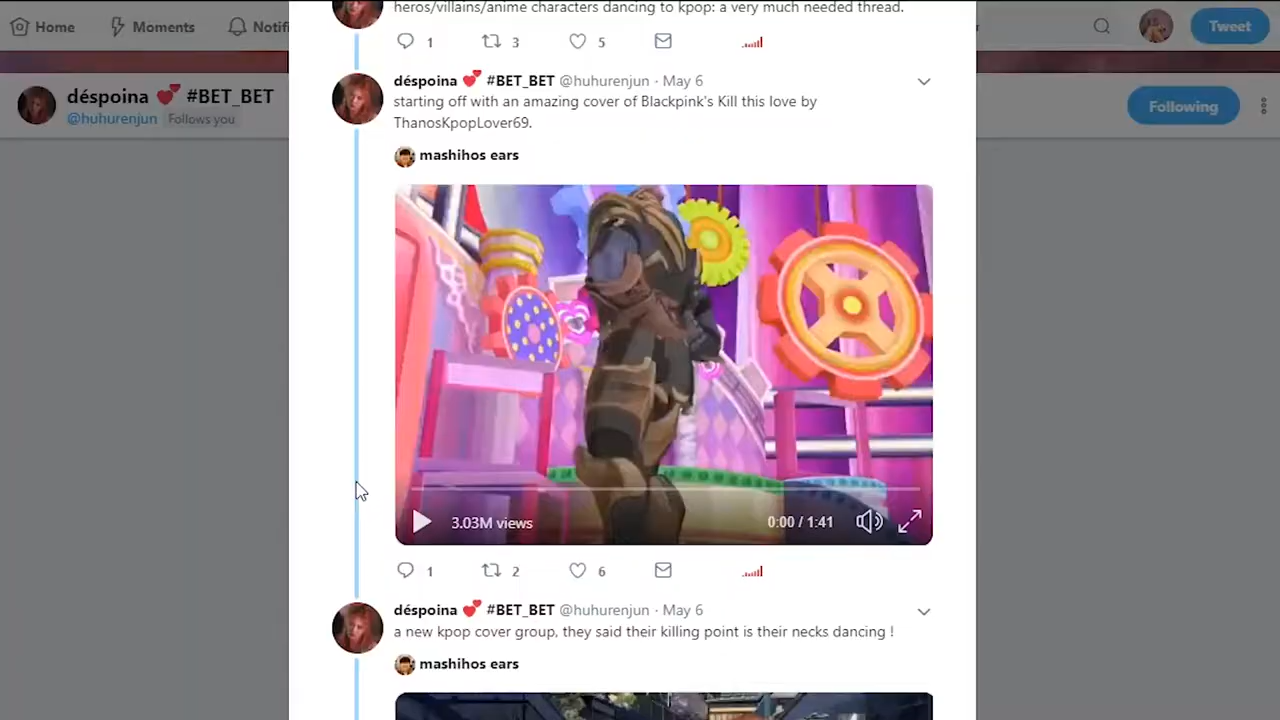 heros/villains/anime characters dancing to kpop: a very much needed thread.
Home
Moments
Notifi
Tweet
1
3
5
déspoina 💕 #BET_BET @huhurenjun · May 6
starting off with an amazing cover of Blackpink's Kill this love by
ThanosKpopLover69.
déspoina 💕 #BET_BET
@huhurenjun Follows you
Following
mashihos ears
3.03M views
0:00 / 1:41
1
2
6
déspoina 💕 #BET_BET @huhurenjun · May 6
a new kpop cover group, they said their killing point is their necks dancing !
mashihos ears